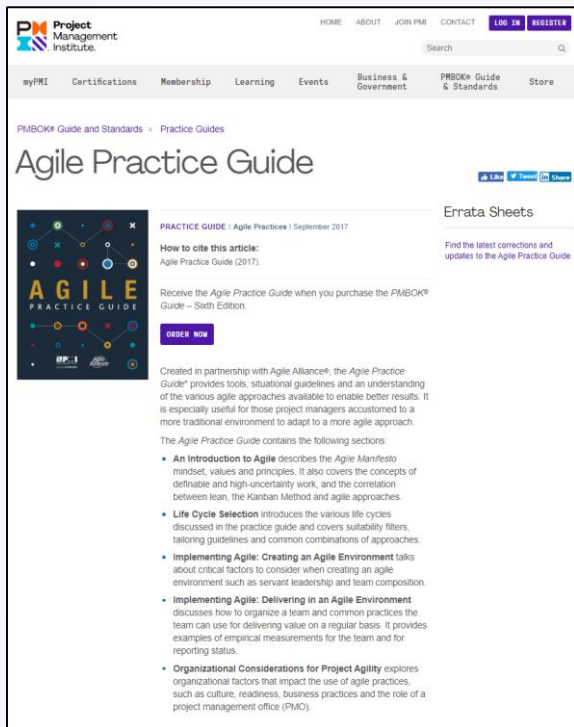 Project
Management
Institute.
HOME ABOUT JOIN PMI CONTACT LOG IN REGISTER
Search
myPMI Certifications Membership Learning Events Business & Government PMBOK® Guide & Standards Store
PMBOK® Guide and Standards » Practice Guides
Agile Practice Guide
Like Tweet Share
AGILE
PRACTICE GUIDE
PRACTICE GUIDE | Agile Practices | September 2017
How to cite this article:
Agile Practice Guide (2017).
Receive the Agile Practice Guide when you purchase the PMBOK®
Guide – Sixth Edition.
ORDER NOW
Created in partnership with Agile Alliance®, the Agile Practice
Guide* provides tools, situational guidelines and an understanding
of the various agile approaches available to enable better results. It
is especially useful for those project managers accustomed to a
more traditional environment to adapt to a more agile approach.
The Agile Practice Guide contains the following sections:
• An Introduction to Agile describes the Agile Manifesto
mindset, values and principles. It also covers the concepts of
definable and high-uncertainty work, and the correlation
between lean, the Kanban Method and agile approaches.
• Life Cycle Selection introduces the various life cycles
discussed in the practice guide and covers suitability filters,
tailoring guidelines and common combinations of approaches.
• Implementing Agile: Creating an Agile Environment talks
about critical factors to consider when creating an agile
environment such as servant leadership and team composition.
• Implementing Agile: Delivering in an Agile Environment
discusses how to organize a team and common practices the
team can use for delivering value on a regular basis. It provides
examples of empirical measurements for the team and for
reporting status.
• Organizational Considerations for Project Agility explores
organizational factors that impact the use of agile practices,
such as culture, readiness, business practices and the role of a
project management office (PMO).
Errata Sheets
Find the latest corrections and
updates to the Agile Practice Guide